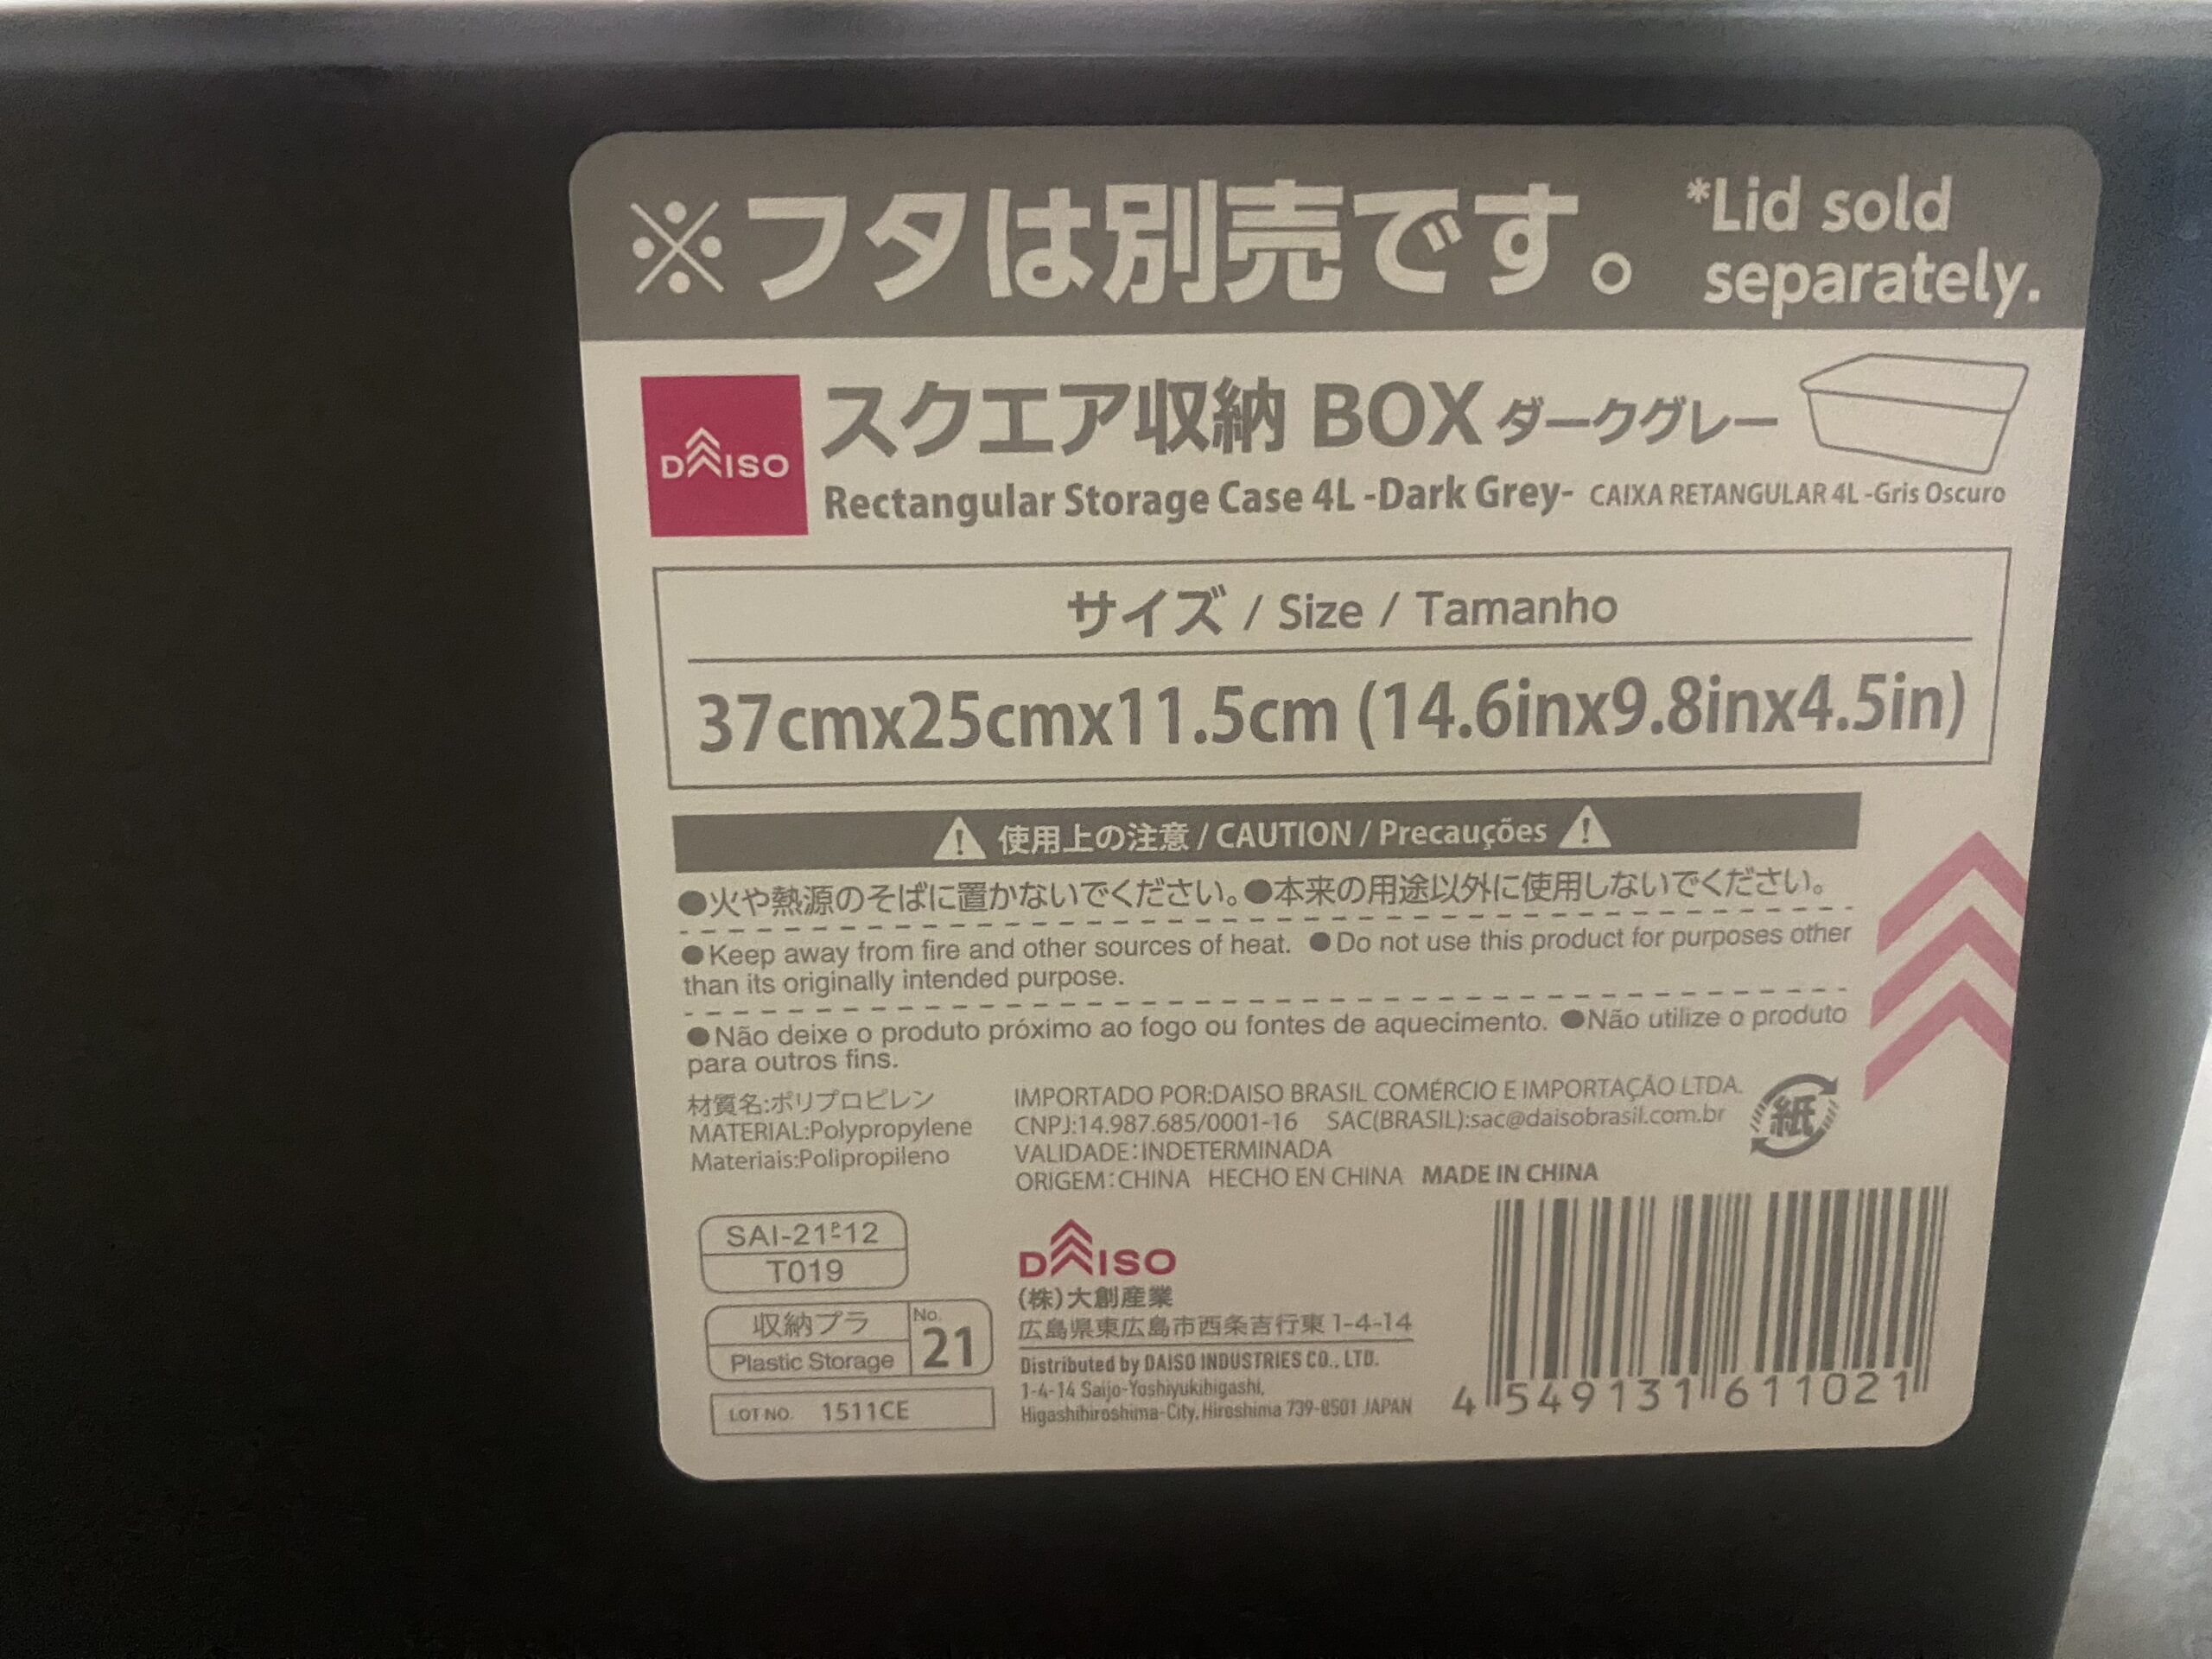 ※フタは別売です。 *Lid sold
separately.
DAISO
スクエア収納 BOX ダークグレー
Rectangular Storage Case 4L -Dark Grey- CAIXA RETANGULAR 4L -Gris Oscuro
サイズ / Size / Tamanho
37cmx25cmx11.5cm (14.6inx9.8inx4.5in)
使用上の注意 / CAUTION / Precauções
●火や熱源のそばに置かないでください。●本来の用途以外に使用しないでください。
●Keep away from fire and other sources of heat. ●Do not use this product for purposes other
than its originally intended purpose.
●Não deixe o produto próximo ao fogo ou fontes de aquecimento. ●Não utilize o produto
para outros fins.
材質名:ポリプロピレン
MATERIAL:Polypropylene
Materiais:Polipropileno
IMPORTADO POR:DAISO BRASIL COMÉRCIO E IMPORTAÇÃO LTDA.
CNPJ:14.987.685/0001-16 SAC(BRASIL):sac@daisobrasil.com.br
VALIDADE:INDETERMINADA
ORIGEM:CHINA HECHO EN CHINA MADE IN CHINA
紙
SAI-21P-12
T019
収納プラ
Plastic Storage
No.
21
LOT NO. 1511CE
DAISO
(株)大創産業
広島県東広島市西条吉行東1-4-14
Distributed by DAISO INDUSTRIES CO., LTD.
1-4-14 Saijo-Yoshiyukihigashi,
Higashihiroshima-City, Hiroshima 739-8501 JAPAN
4 549131 611021